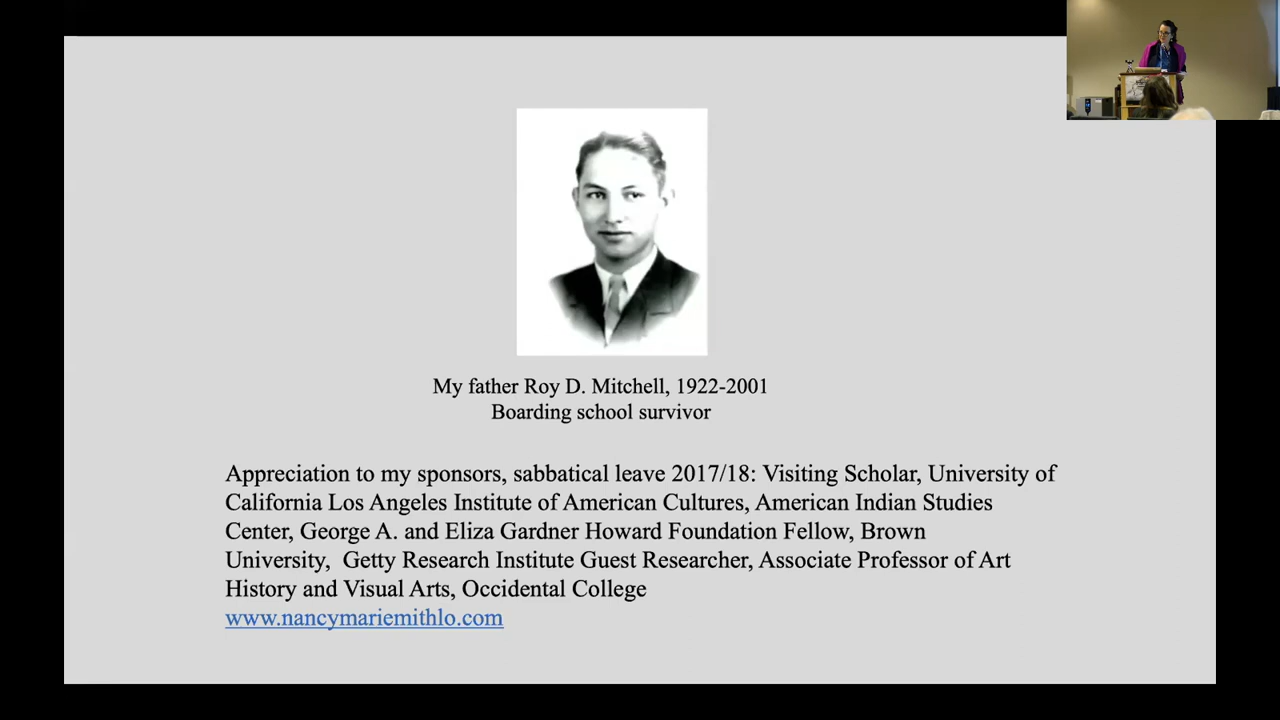 My father Roy D. Mitchell, 1922-2001
Boarding school survivor
Appreciation to my sponsors, sabbatical leave 2017/18: Visiting Scholar, University of
California Los Angeles Institute of American Cultures, American Indian Studies
Center, George A. and Eliza Gardner Howard Foundation Fellow, Brown
University,  Getty Research Institute Guest Researcher, Associate Professor of Art
History and Visual Arts, Occidental College
www.nancymariemithlo.com